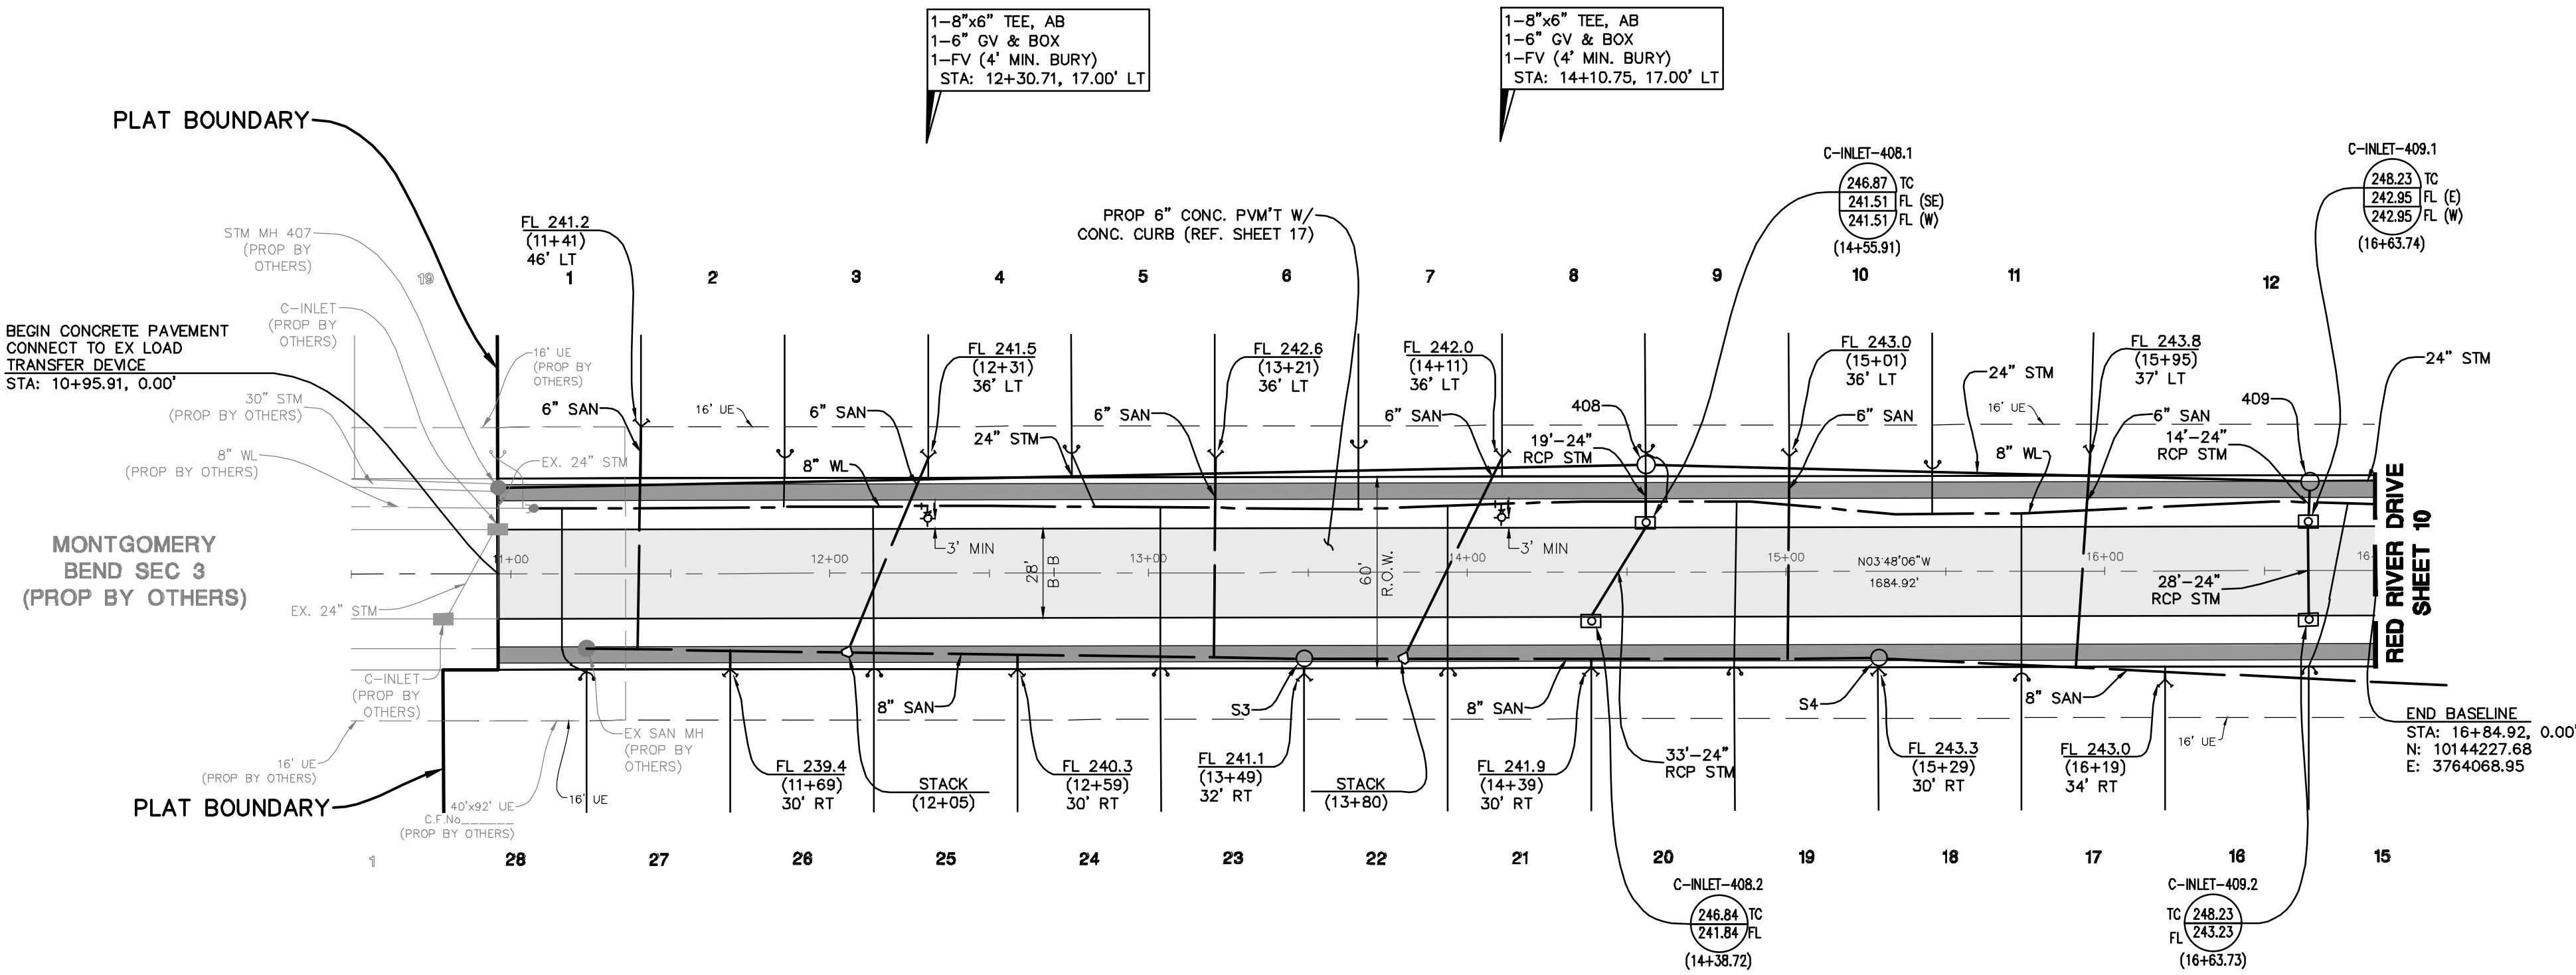 1-8"x6" TEE, AB
1-6" GV & BOX
1-FV (4' MIN. BURY)
STA: 12+30.71, 17.00' LT
1-8"x6" TEE, AB
1-6" GV & BOX
1-FV (4' MIN. BURY)
STA: 14+10.75, 17.00' LT
PLAT BOUNDARY
C-INLET-408.1
246.87 TC
241.51 FL (SE)
241.51 FL (W)
(14+55.91)
C-INLET-409.1
248.23 TC
242.95 FL (E)
242.95 FL (W)
(16+63.74)
STM MH 407
(PROP BY
OTHERS)
FL 241.2
(11+41)
46' LT
PROP 6" CONC. PVM'T W/
CONC. CURB (REF. SHEET 17)
19
1
2
3
4
5
6
7
8
9
10
11
12
C-INLET
(PROP BY
OTHERS)
BEGIN CONCRETE PAVEMENT
CONNECT TO EX LOAD
TRANSFER DEVICE
STA: 10+95.91, 0.00'
16' UE
(PROP BY
OTHERS)
FL 241.5
(12+31)
36' LT
FL 242.6
(13+21)
36' LT
FL 242.0
(14+11)
36' LT
FL 243.0
(15+01)
36' LT
FL 243.8
(15+95)
37' LT
24" STM
24" STM
30" STM
(PROP BY OTHERS)
6" SAN
16' UE
6" SAN
6" SAN
6" SAN
408
6" SAN
16' UE
6" SAN
409
24" STM
19'-24"
RCP STM
14'-24"
RCP STM
8" WL
(PROP BY OTHERS)
EX. 24" STM
8" WL
8" WL
3' MIN
3' MIN
MONTGOMERY
BEND SEC 3
(PROP BY OTHERS)
11+00
12+00
13+00
14+00
15+00
16+00
16
28'
B-B
60'
R.O.W.
N03°48'06"W
1684.92'
28'-24"
RCP STM
RED RIVER DRIVE
SHEET 10
EX. 24" STM
C-INLET
(PROP BY
OTHERS)
8" SAN
S3
8" SAN
S4
8" SAN
16' UE
(PROP BY OTHERS)
EX SAN MH
(PROP BY
OTHERS)
FL 239.4
(11+69)
30' RT
STACK
(12+05)
FL 240.3
(12+59)
30' RT
FL 241.1
(13+49)
32' RT
STACK
(13+80)
FL 241.9
(14+39)
30' RT
33'-24"
RCP STM
FL 243.3
(15+29)
30' RT
FL 243.0
(16+19)
34' RT
16' UE
END BASELINE
STA: 16+84.92, 0.00'
N: 10144227.68
E: 3764068.95
PLAT BOUNDARY
40'x92' UE
C.F.No______
(PROP BY OTHERS)
16' UE
1
28
27
26
25
24
23
22
21
20
19
18
17
16
15
C-INLET-408.2
246.84 TC
241.84 FL
(14+38.72)
C-INLET-409.2
TC 248.23
FL 243.23
(16+63.73)